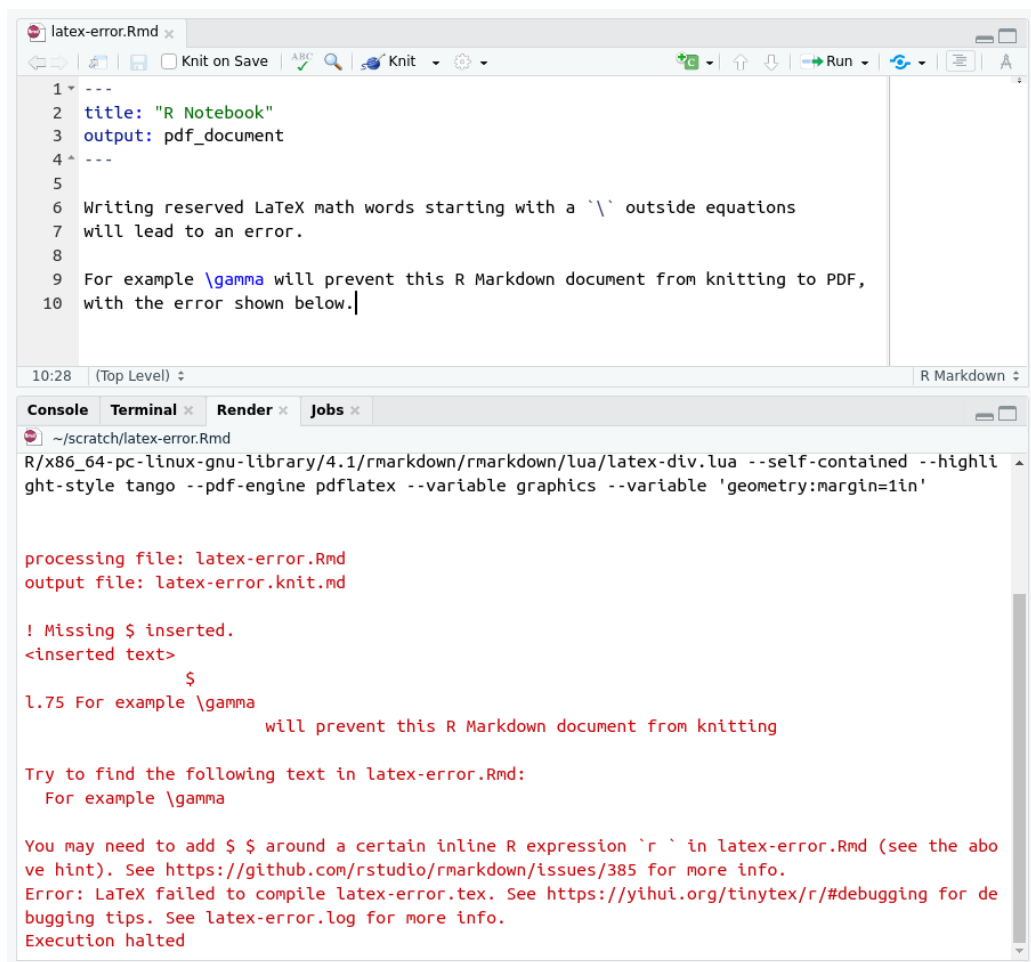 latex-error.Rmd
Knit on Save ABC Knit Run
1 ---
2 title: "R Notebook"
3 output: pdf_document
4 ---
5
6 Writing reserved LaTeX math words starting with a `\` outside equations
7 will lead to an error.
8
9 For example \gamma will prevent this R Markdown document from knitting to PDF,
10 with the error shown below.
10:28 (Top Level) R Markdown
Console Terminal Render Jobs
~/scratch/latex-error.Rmd
R/x86_64-pc-linux-gnu-library/4.1/rmarkdown/rmarkdown/lua/latex-div.lua --self-contained --highli
ght-style tango --pdf-engine pdflatex --variable graphics --variable 'geometry:margin=1in'
processing file: latex-error.Rmd
output file: latex-error.knit.md
! Missing $ inserted.
<inserted text>
$
l.75 For example \gamma
will prevent this R Markdown document from knitting
Try to find the following text in latex-error.Rmd:
For example \gamma
You may need to add $ $ around a certain inline R expression `r ` in latex-error.Rmd (see the abo
ve hint). See https://github.com/rstudio/rmarkdown/issues/385 for more info.
Error: LaTeX failed to compile latex-error.tex. See https://yihui.org/tinytex/r/#debugging for de
bugging tips. See latex-error.log for more info.
Execution halted